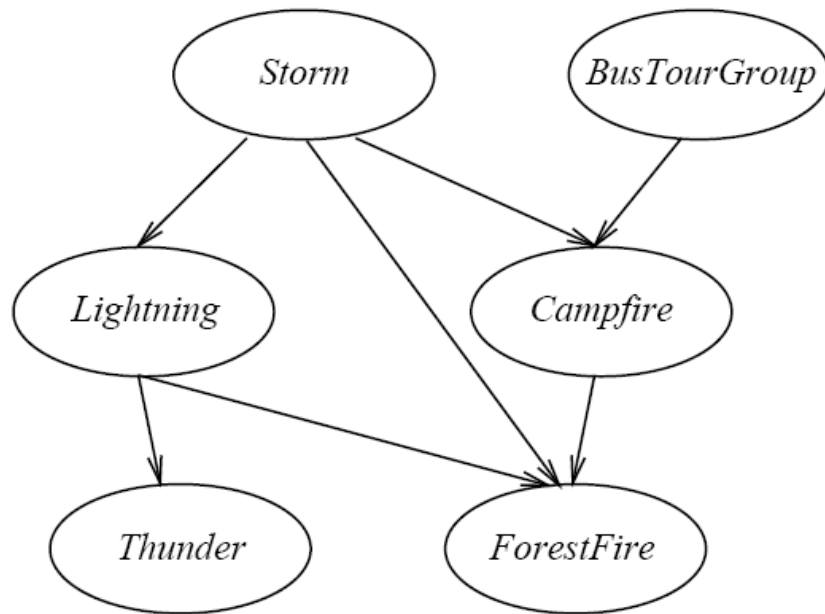 Storm
BusTourGroup
Lightning
Campfire
Thunder
ForestFire